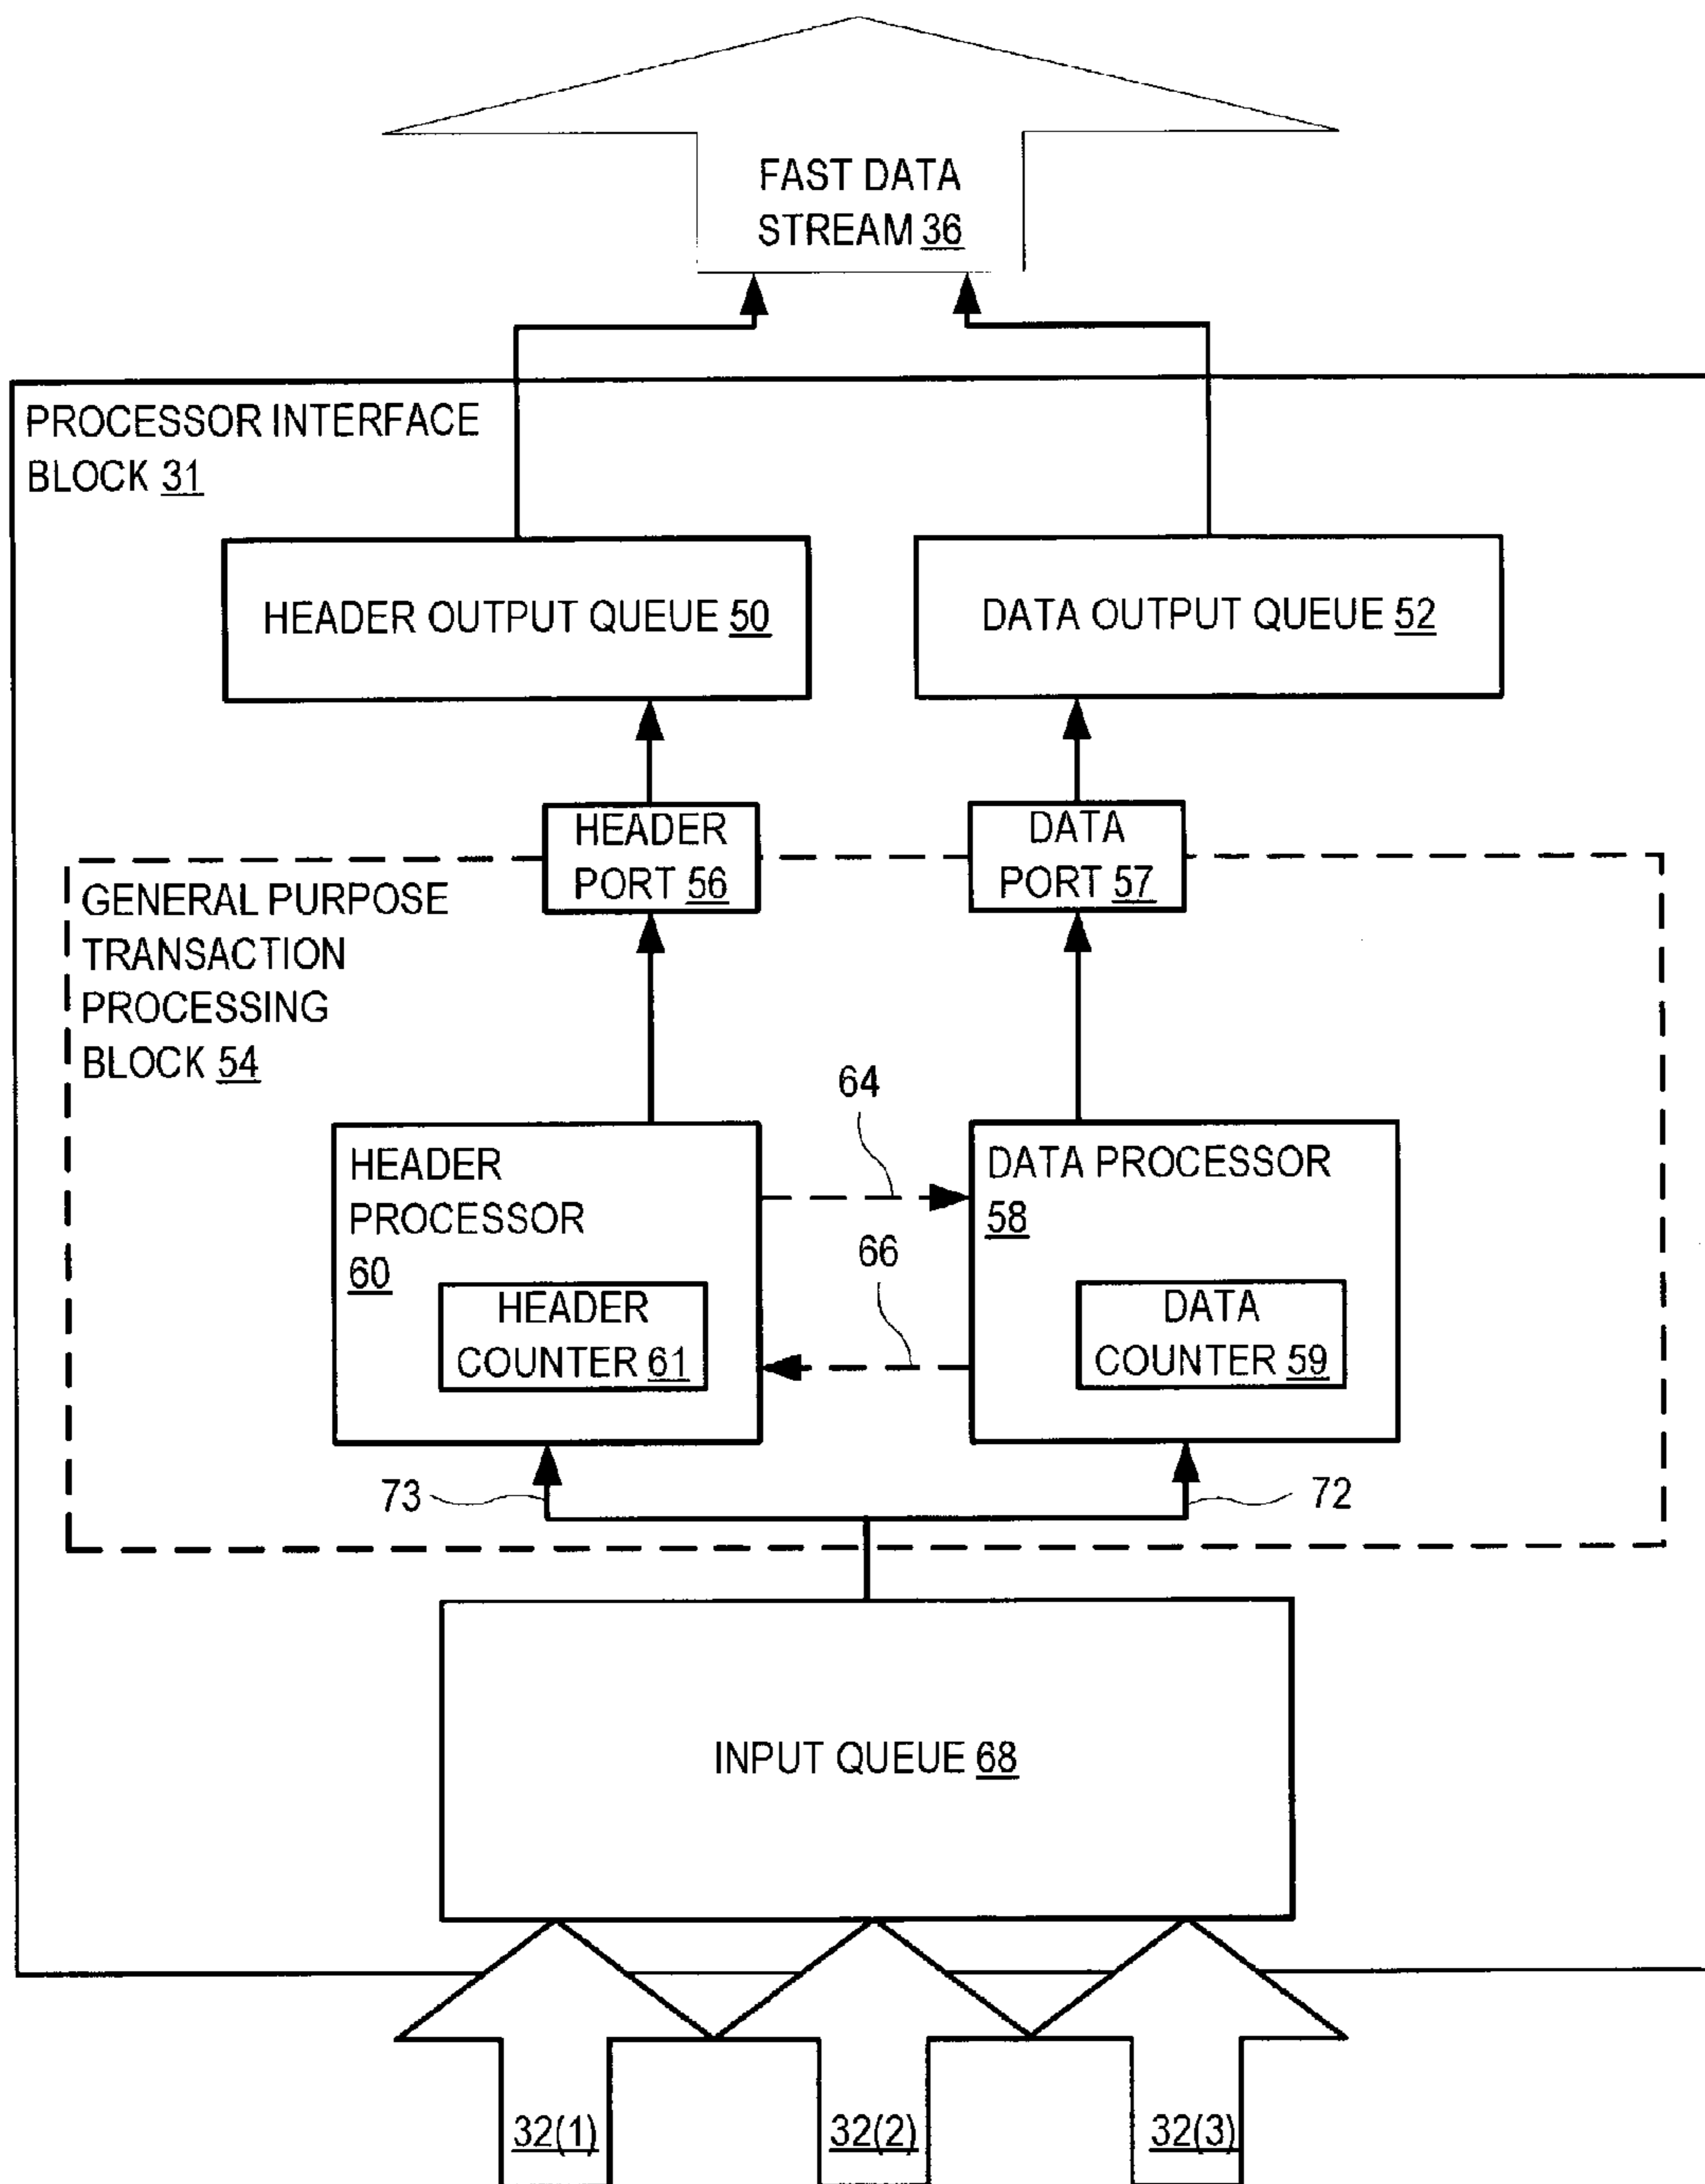 FAST DATA
STREAM 36
PROCESSOR INTERFACE
BLOCK 31
HEADER OUTPUT QUEUE 50
DATA OUTPUT QUEUE 52
HEADER
PORT 56
DATA
PORT 57
GENERAL PURPOSE
TRANSACTION
PROCESSING
BLOCK 54
64
HEADER
PROCESSOR
60
DATA PROCESSOR
58
66
HEADER
COUNTER 61
DATA
COUNTER 59
73
72
INPUT QUEUE 68
32(1)
32(2)
32(3)